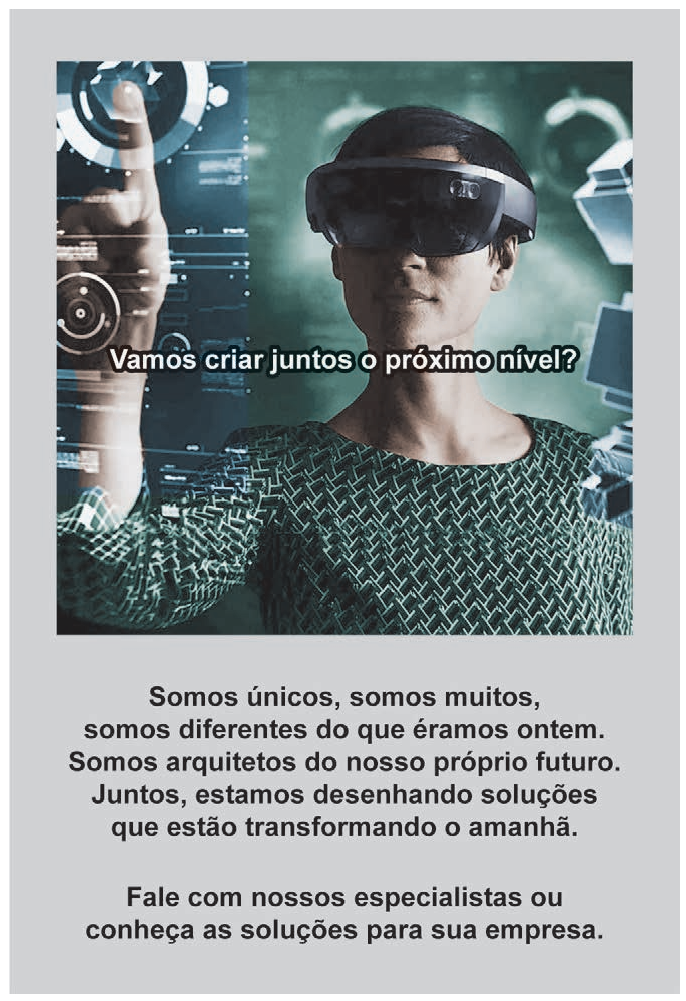 Vamos criar juntos o próximo nível?
Somos únicos, somos muitos,
somos diferentes do que éramos ontem.
Somos arquitetos do nosso próprio futuro.
Juntos, estamos desenhando soluções
que estão transformando o amanhã.
Fale com nossos especialistas ou
conheça as soluções para sua empresa.